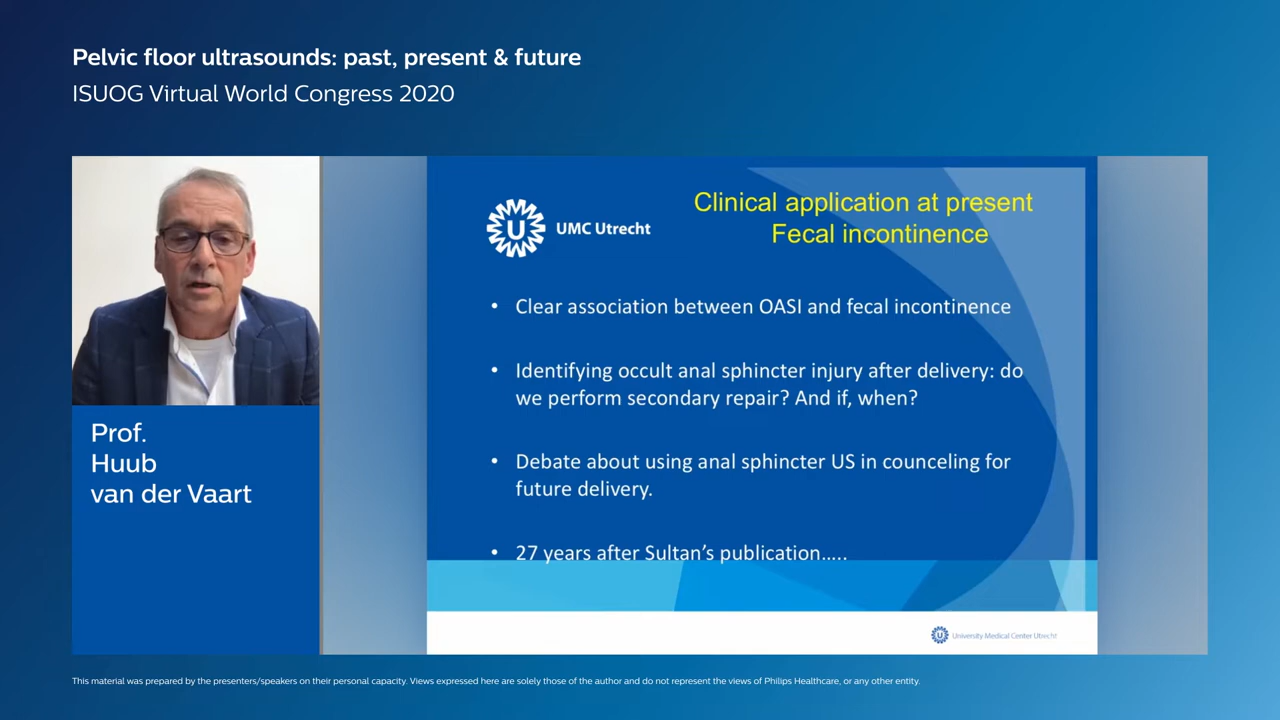 Pelvic floor ultrasounds: past, present & future
ISUOG Virtual World Congress 2020
UMC Utrecht
Clinical application at present
Fecal incontinence
• Clear association between OASI and fecal incontinence
• Identifying occult anal sphincter injury after delivery: do
we perform secondary repair? And if, when?
• Debate about using anal sphincter US in counceling for
future delivery.
• 27 years after Sultan's publication.....
University Medical Center Utrecht
Prof.
Huub
van der Vaart
This material was prepared by the presenters/speakers on their personal capacity. Views expressed here are solely those of the author and do not represent the views of Philips Healthcare, or any other entity.